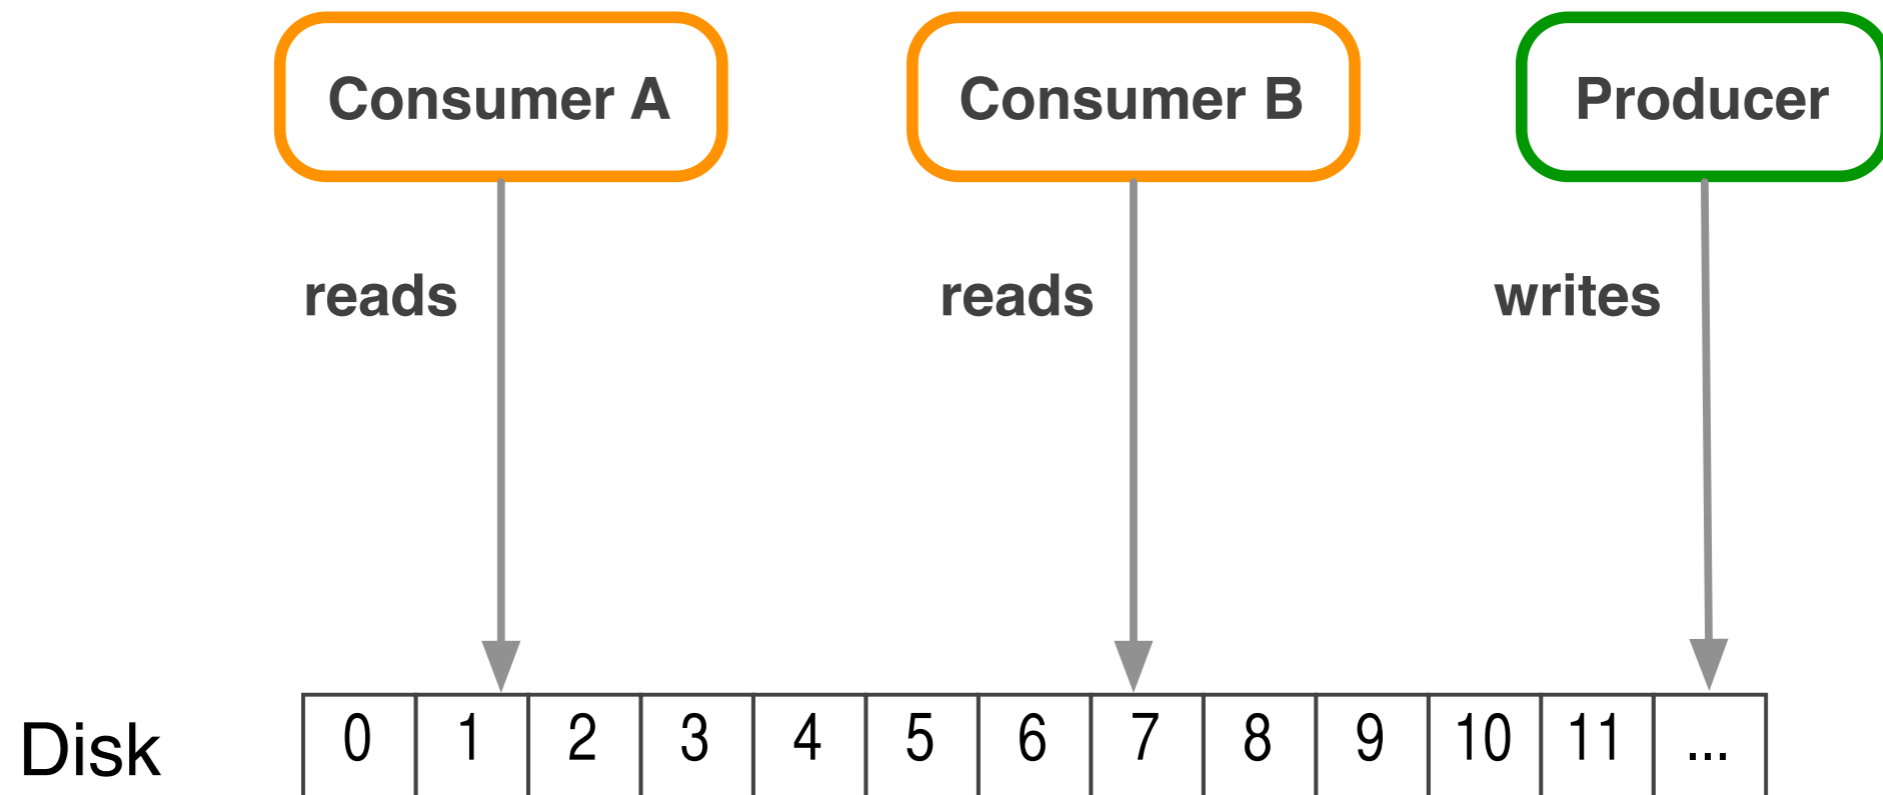 Consumer A Consumer B Producer
reads reads writes
Disk 0 1 2 3 4 5 6 7 8 9 10 11 ...